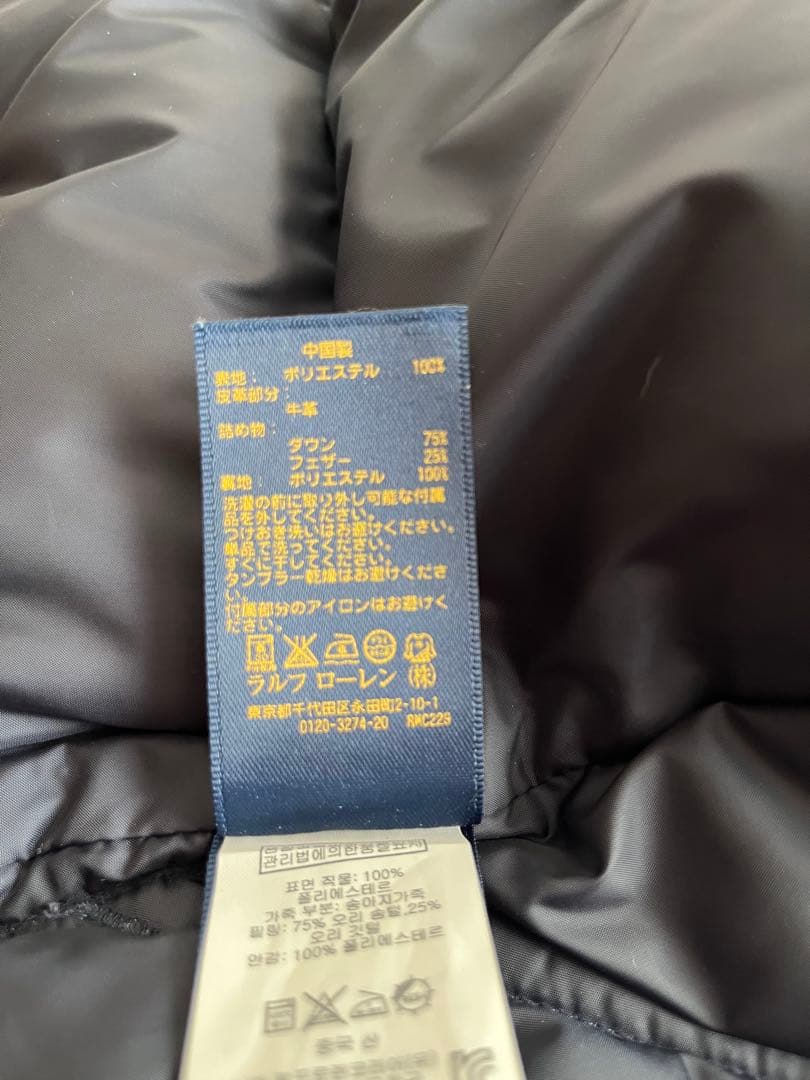 中国製
表地: ポリエステル 100%
皮革部分:
牛革
詰め物:
ダウン 75%
フェザー 25%
裏地: ポリエステル 100%
洗濯の前に取り外し可能な付属
品を外してください。
つけおき洗いはお避けください。
単品で洗ってください。
すぐに干してください。
タンブラー乾燥はお避けくださ
い。
付属部分のアイロンはお避けく
ださい。
ラルフ ローレン (株)
東京都千代田区永田町2-10-1
0120-3274-20 RMC229
관리법에의한품질표시
표면 직물: 100%
폴리에스테르
가죽 부분: 송아지가죽
필링: 75% 오리 솜털 25%
오리 깃털
안감: 100% 폴리에스테르
중국 산